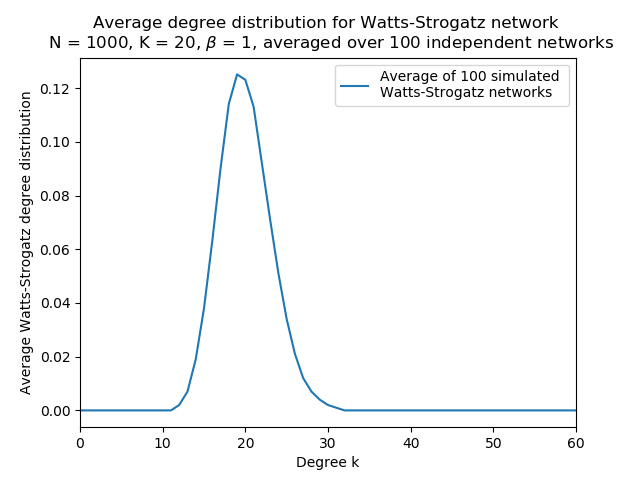 Average degree distribution for Watts-Strogatz network
N = 1000, K = 20, β = 1, averaged over 100 independent networks
Average of 100 simulated
Watts-Strogatz networks
Average Watts-Strogatz degree distribution
0.12
0.10
0.08
0.06
0.04
0.02
0.00
0 10 20 30 40 50 60
Degree k